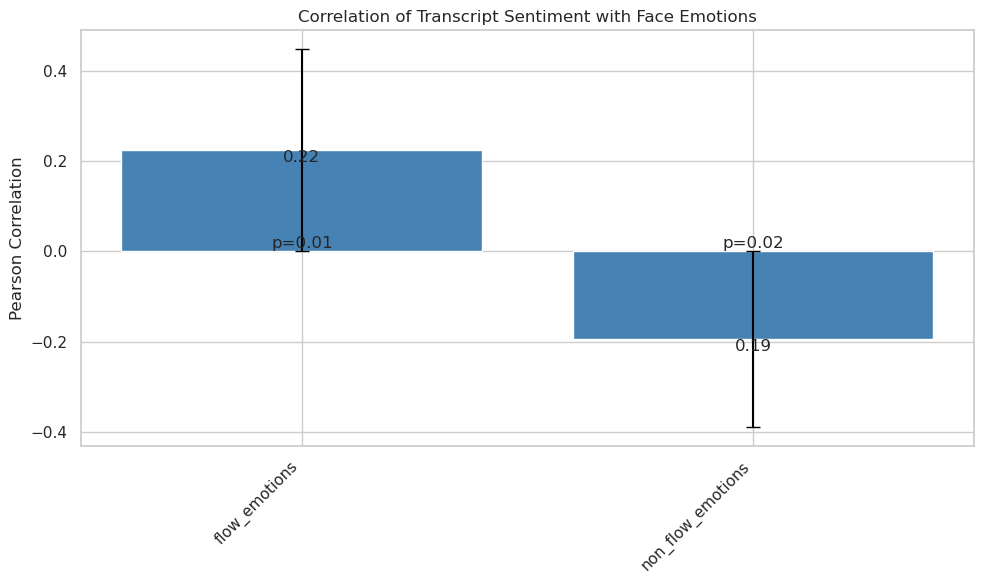 Correlation of Transcript Sentiment with Face Emotions
Pearson Correlation
0.4
0.2
0.0
−0.2
−0.4
0.22
p=0.01
p=0.02
0.19
flow_emotions
non_flow_emotions